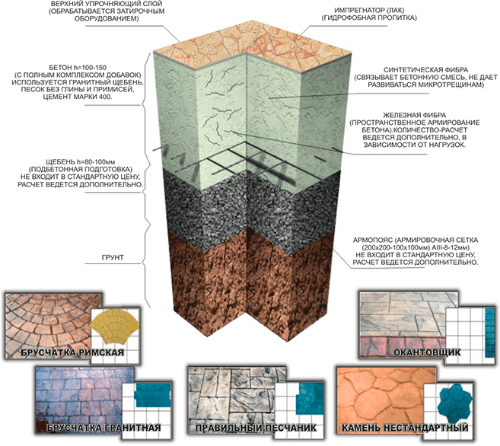 ВЕРХНИЙ УПРОЧНЯЮЩИЙ СЛОЙ
(ОБРАБАТЫВАЕТСЯ ЗАТИРОЧНЫМ
ОБОРУДОВАНИЕМ)
БЕТОН h=100-150
(С ПОЛНЫМ КОМПЛЕКСОМ ДОБАВОК)
ИСПОЛЬЗУЕТСЯ ГРАНИТНЫЙ ЩЕБЕНЬ,
ПЕСОК БЕЗ ГЛИНЫ И ПРИМИСЕЙ,
ЦЕМЕНТ МАРКИ 400.
ЩЕБЕНЬ h=60-100мм
(ПОДБЕТОННАЯ ПОДГОТОВКА)
НЕ ВХОДИТ В СТАНДАРТНУЮ ЦЕНУ,
РАСЧЕТ ВЕДЕТСЯ ДОПОЛНИТЕЛЬНО.
ГРУНТ
ИМПРЕГНАТОР (ЛАК)
(ГИДРОФОБНАЯ ПРОПИТКА)
СИНТЕТИЧЕСКАЯ ФИБРА
(СВЯЗЫВАЕТ БЕТОННУЮ СМЕСЬ, НЕ ДАЕТ
РАЗВИВАТЬСЯ МИКРОТРЕЩИНАМ)
ЖЕЛЕЗНАЯ ФИБРА
(ПРОСТРАНСТВЕННОЕ АРМИРОВАНИЕ
БЕТОНА).КОЛИЧЕСТВО-РАСЧЕТ
ВЕДЕТСЯ ДОПОЛНИТЕЛЬНО, В
ЗАВИСИМОСТИ ОТ НАГРУЗОК.
АРМОПОЯС (АРМИРОВОЧНАЯ СЕТКА
(200х200-100х100мм) АIII-8-12мм)
НЕ ВХОДИТ В СТАНДАРТНУЮ ЦЕНУ,
РАСЧЕТ ВЕДЕТСЯ ДОПОЛНИТЕЛЬНО.
БРУСЧАТКА РИМСКАЯ
ОКАНТОВЩИК
БРУСЧАТКА ГРАНИТНАЯ
ПРАВИЛЬНЫЙ ПЕСЧАНИК
КАМЕНЬ НЕСТАНДАРТНЫЙ